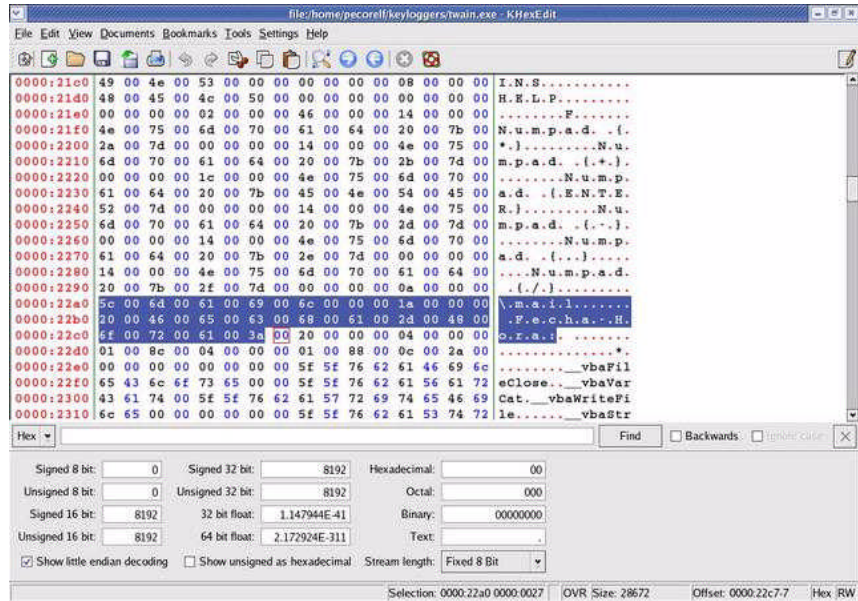 file:/home/pecorelf/keyloggers/twain.exe - KHexEdit
File Edit View Documents Bookmarks Tools Settings Help
0000:21c0 49 00 4e 00 53 00 00 00 00 00 00 00 08 00 00 00 I.N.S...........
0000:21d0 48 00 45 00 4c 00 50 00 00 00 00 00 00 00 00 00 H.E.L.P.........
0000:21e0 00 00 00 00 02 00 00 00 46 00 00 00 14 00 00 00 ........F.......
0000:21f0 4e 00 75 00 6d 00 70 00 61 00 64 00 20 00 7b 00 N.u.m.p.a.d. .{.
0000:2200 2a 00 7d 00 00 00 00 00 14 00 00 00 4e 00 75 00 *.}.........N.u.
0000:2210 6d 00 70 00 61 00 64 00 20 00 7b 00 2b 00 7d 00 m.p.a.d. .{.+.}.
0000:2220 00 00 00 00 1c 00 00 00 4e 00 75 00 6d 00 70 00 ........N.u.m.p.
0000:2230 61 00 64 00 20 00 7b 00 45 00 4e 00 54 00 45 00 a.d. .{.E.N.T.E.
0000:2240 52 00 7d 00 00 00 00 00 14 00 00 00 4e 00 75 00 R.}.........N.u.
0000:2250 6d 00 70 00 61 00 64 00 20 00 7b 00 2d 00 7d 00 m.p.a.d. .{.-.}.
0000:2260 00 00 00 00 14 00 00 00 4e 00 75 00 6d 00 70 00 ........N.u.m.p.
0000:2270 61 00 64 00 20 00 7b 00 2e 00 7d 00 00 00 00 00 a.d. .{...}.....
0000:2280 14 00 00 00 4e 00 75 00 6d 00 70 00 61 00 64 00 ....N.u.m.p.a.d.
0000:2290 20 00 7b 00 2f 00 7d 00 00 00 00 00 0a 00 00 00  .{./.}.........
0000:22a0 5c 00 6d 00 61 00 69 00 6c 00 00 00 1a 00 00 00 \.m.a.i.l.......
0000:22b0 20 00 46 00 65 00 63 00 68 00 61 00 2d 00 48 00  .F.e.c.h.a.-.H.
0000:22c0 6f 00 72 00 61 00 3a 00 20 00 00 00 04 00 00 00 o.r.a.:. .......
0000:22d0 01 00 8c 00 04 00 00 00 01 00 88 00 0c 00 2a 00 ..............*.
0000:22e0 00 00 00 00 00 00 00 00 5f 5f 76 62 61 46 69 6c ........__vbaFil
0000:22f0 65 43 6c 6f 73 65 00 00 5f 5f 76 62 61 56 61 72 eClose..__vbaVar
0000:2300 43 61 74 00 5f 5f 76 62 61 57 72 69 74 65 46 69 Cat.__vbaWriteFi
0000:2310 6c 65 00 00 00 00 00 00 5f 5f 76 62 61 53 74 72 le......__vbaStr
Hex Find Backwards Ignore case
Signed 8 bit: 0 Signed 32 bit: 8192 Hexadecimal: 00
Unsigned 8 bit: 0 Unsigned 32 bit: 8192 Octal: 000
Signed 16 bit: 8192 32 bit float: 1.147944E-41 Binary: 00000000
Unsigned 16 bit: 8192 64 bit float: 2.172924E-311 Text: .
Show little endian decoding Show unsigned as hexadecimal Stream length: Fixed 8 Bit
Selection: 0000:22a0 0000:0027 OVR Size: 28672 Offset: 0000:22c7-7 Hex RW